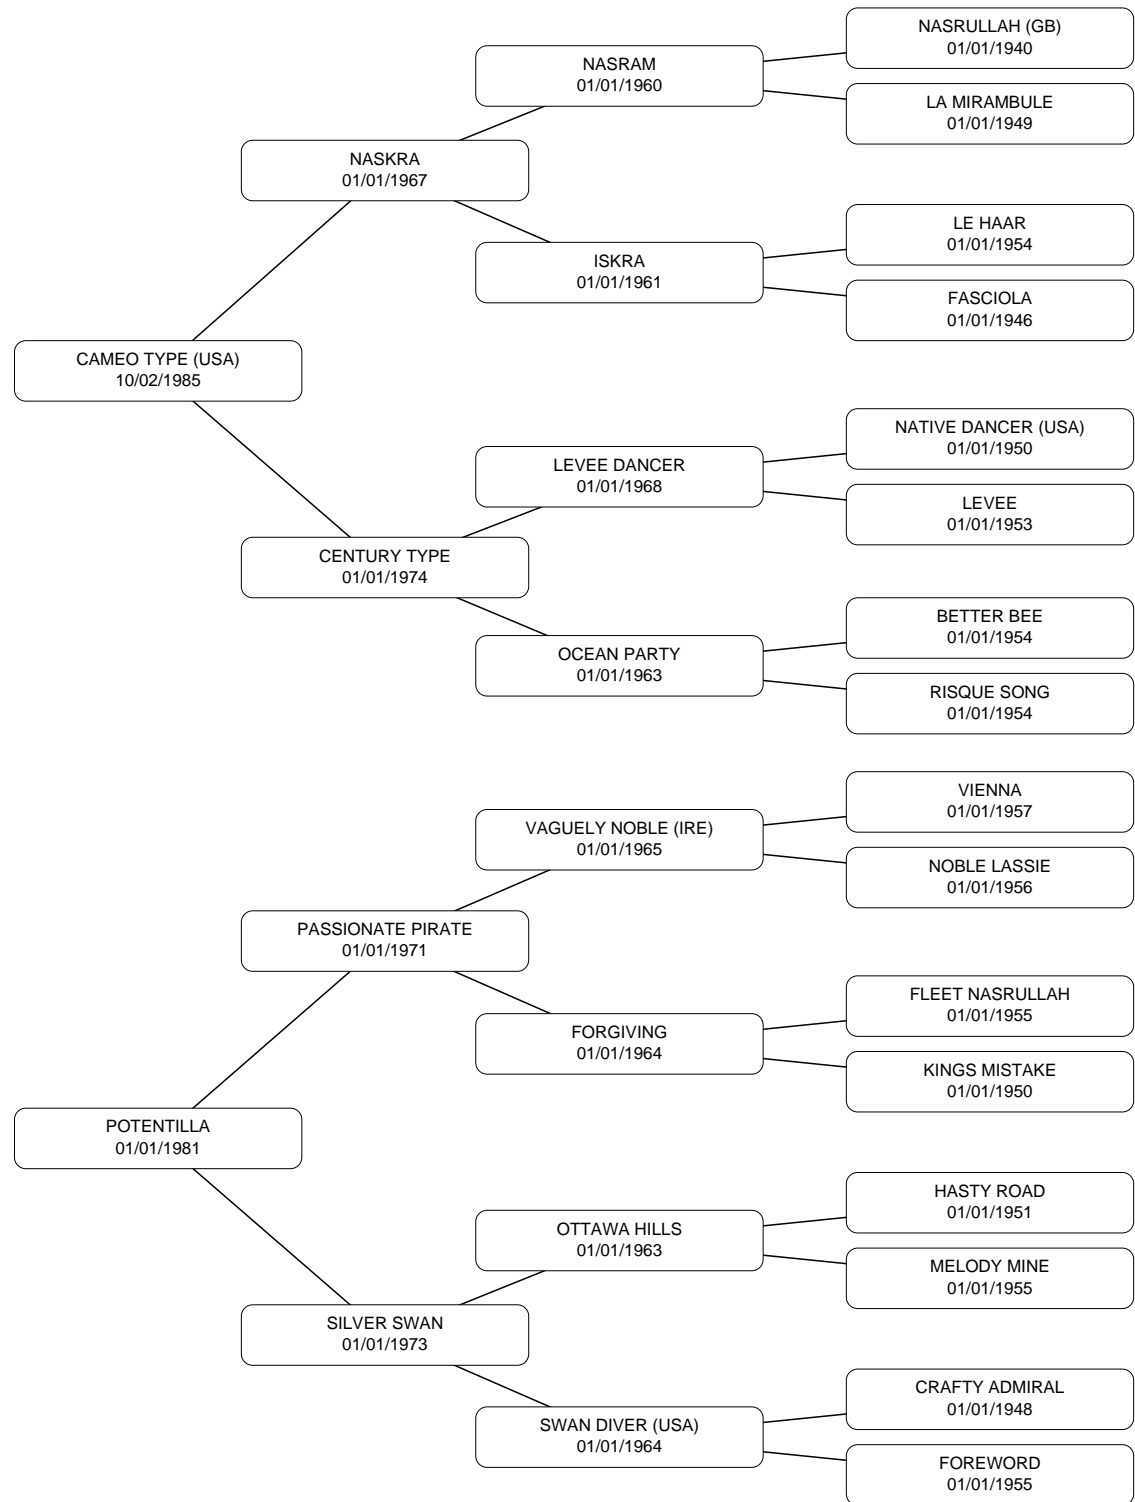 NASRULLAH (GB)
01/01/1940
NASRAM
01/01/1960
LA MIRAMBULE
01/01/1949
NASKRA
01/01/1967
LE HAAR
01/01/1954
ISKRA
01/01/1961
FASCIOLA
01/01/1946
CAMEO TYPE (USA)
10/02/1985
NATIVE DANCER (USA)
01/01/1950
LEVEE DANCER
01/01/1968
LEVEE
01/01/1953
CENTURY TYPE
01/01/1974
BETTER BEE
01/01/1954
OCEAN PARTY
01/01/1963
RISQUE SONG
01/01/1954
VIENNA
01/01/1957
VAGUELY NOBLE (IRE)
01/01/1965
NOBLE LASSIE
01/01/1956
PASSIONATE PIRATE
01/01/1971
FLEET NASRULLAH
01/01/1955
FORGIVING
01/01/1964
KINGS MISTAKE
01/01/1950
POTENTILLA
01/01/1981
HASTY ROAD
01/01/1951
OTTAWA HILLS
01/01/1963
MELODY MINE
01/01/1955
SILVER SWAN
01/01/1973
CRAFTY ADMIRAL
01/01/1948
SWAN DIVER (USA)
01/01/1964
FOREWORD
01/01/1955